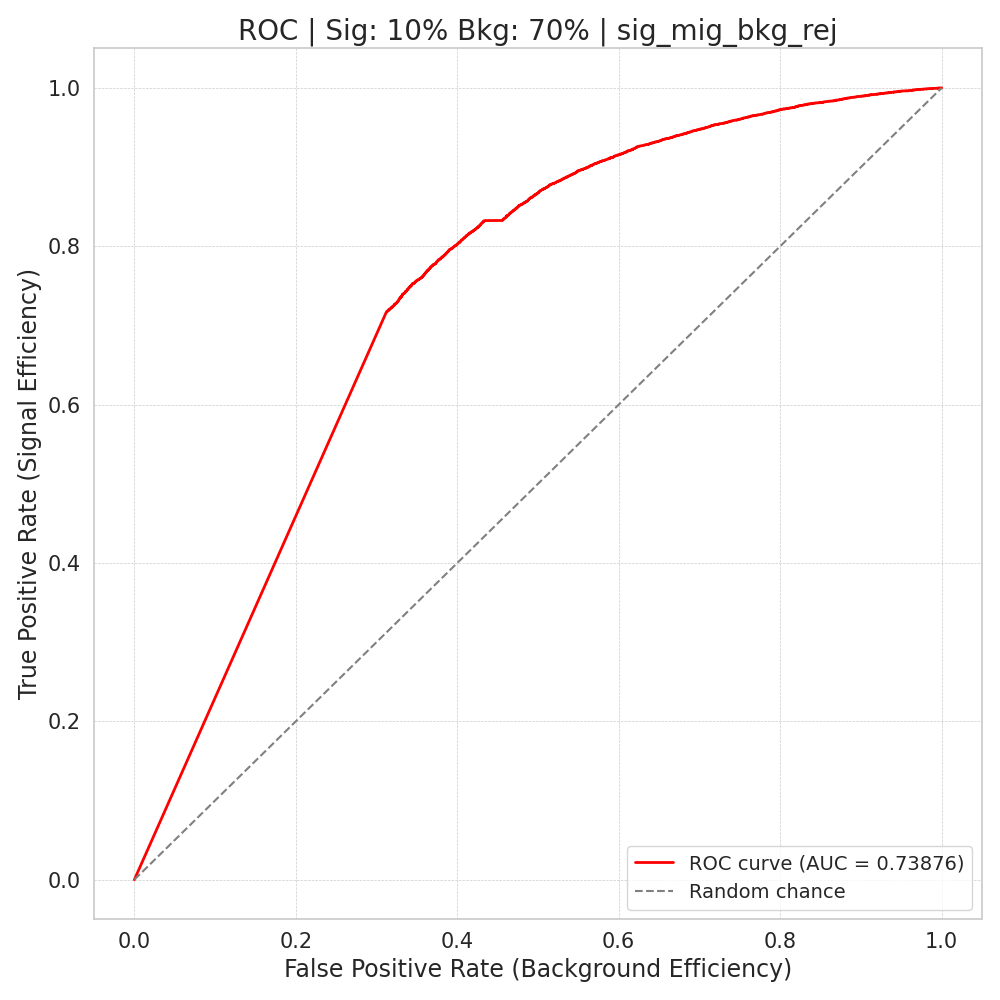 ROC | Sig: 10% Bkg: 70% | sig_mig_bkg_rej
True Positive Rate (Signal Efficiency)
1.0
0.8
0.6
0.4
0.2
0.0
ROC curve (AUC = 0.73876)
Random chance
0.0 0.2 0.4 0.6 0.8 1.0
False Positive Rate (Background Efficiency)